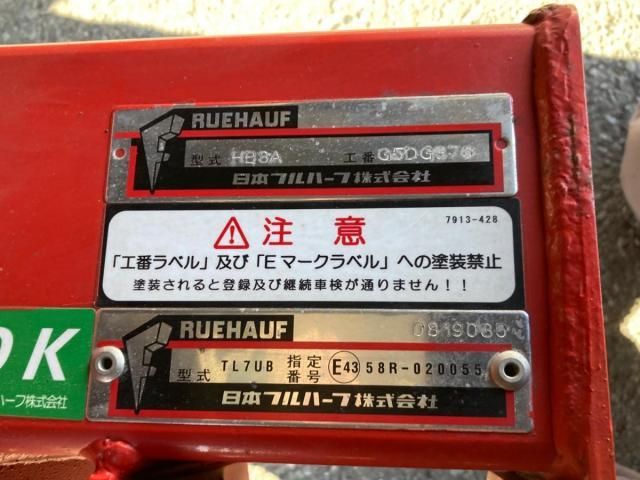 RUEHAUF
型式 HB8A 工番 G5DG578
日本フルハーフ株式会社
注意
7913-428
「工番ラベル」及び「Eマークラベル」への塗装禁止
塗装されると登録及び継続車検が通りません!!
OK
ハーフ株式会社
RUEHAUF 0819085
型式 TL7UB 指定番号 E43 58R-020055
日本フルハーフ株式会社